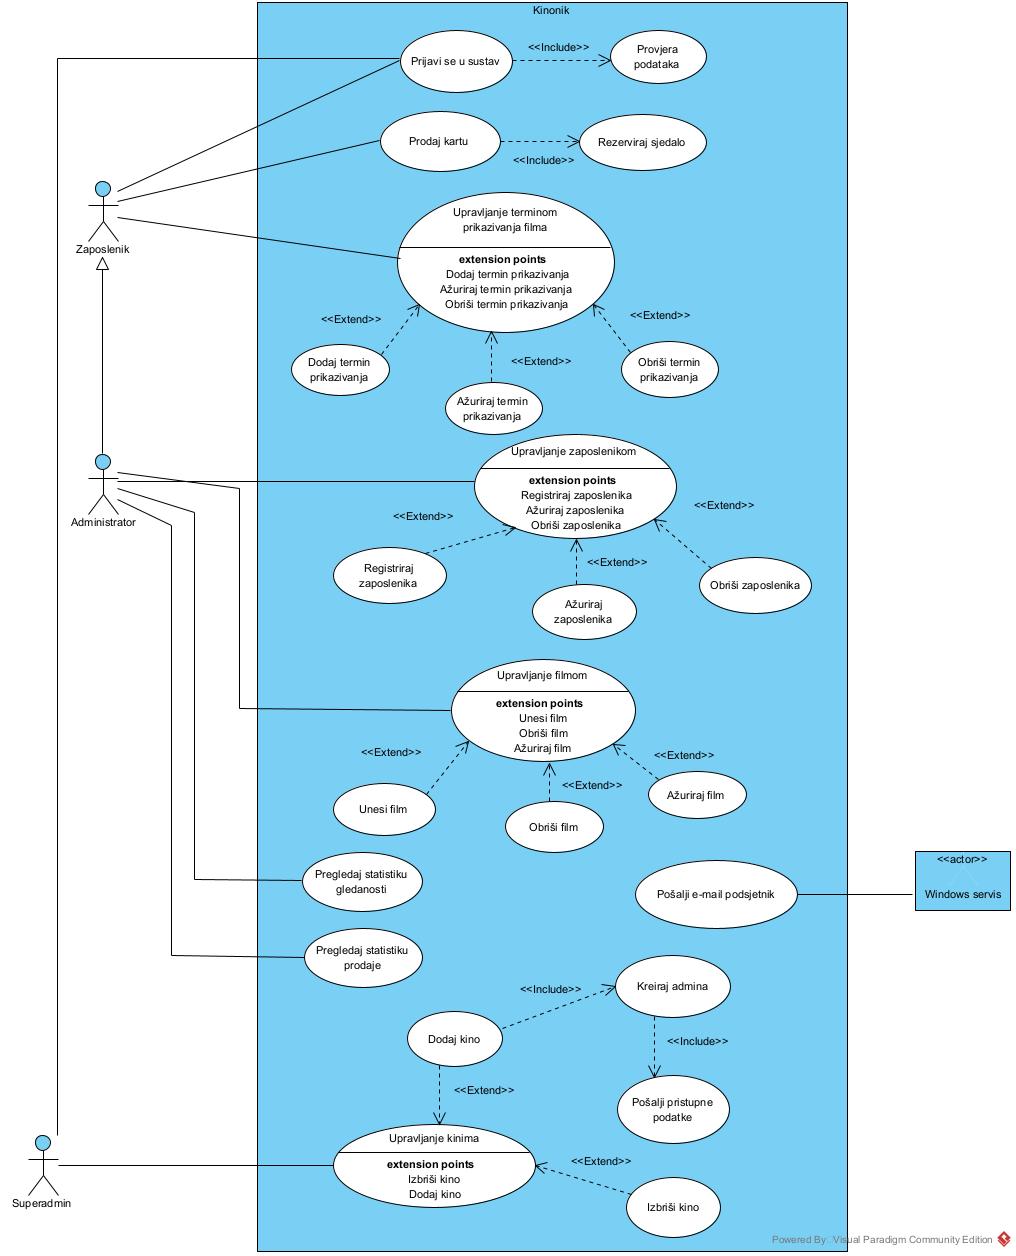 Kinonik
Prijavi se u sustav
<<Include>>
Provjera
podataka
Prodaj kartu
<<Include>>
Rezerviraj sjedalo
Zaposlenik
Upravljanje terminom
prikazivanja filma
extension points
Dodaj termin prikazivanja
Ažuriraj termin prikazivanja
Obriši termin prikazivanja
<<Extend>>
<<Extend>>
<<Extend>>
Dodaj termin
prikazivanja
Ažuriraj termin
prikazivanja
Obriši termin
prikazivanja
Administrator
Upravljanje zaposlenikom
extension points
Registriraj zaposlenika
Ažuriraj zaposlenika
Obriši zaposlenika
<<Extend>>
<<Extend>>
<<Extend>>
Registriraj
zaposlenika
Ažuriraj
zaposlenika
Obriši zaposlenika
Upravljanje filmom
extension points
Unesi film
Obriši film
Ažuriraj film
<<Extend>>
<<Extend>>
<<Extend>>
Unesi film
Obriši film
Ažuriraj film
Pregledaj statistiku
gledanosti
Pošalji e-mail podsjetnik
<<actor>>
Windows servis
Pregledaj statistiku
prodaje
Dodaj kino
<<Include>>
Kreiraj admina
<<Include>>
Pošalji pristupne
podatke
<<Extend>>
Upravljanje kinima
extension points
Izbriši kino
Dodaj kino
<<Extend>>
Izbriši kino
Superadmin
Powered By Visual Paradigm Community Edition